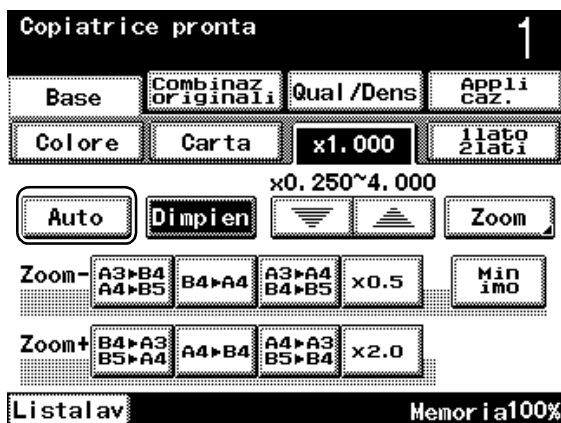 Copiatrice pronta 1
Base Combinaz originali Qual/Dens Appli caz.
Colore Carta x1.000 1lato 2lati
x0.250~4.000
Auto Dimpien Zoom
Zoom- A3▶B4 A4▶B5 B4▶A4 A3▶A4 B4▶B5 x0.5 Min imo
Zoom+ B4▶A3 B5▶A4 A4▶B4 A4▶A3 B5▶B4 x2.0
Listalav Memoria100%